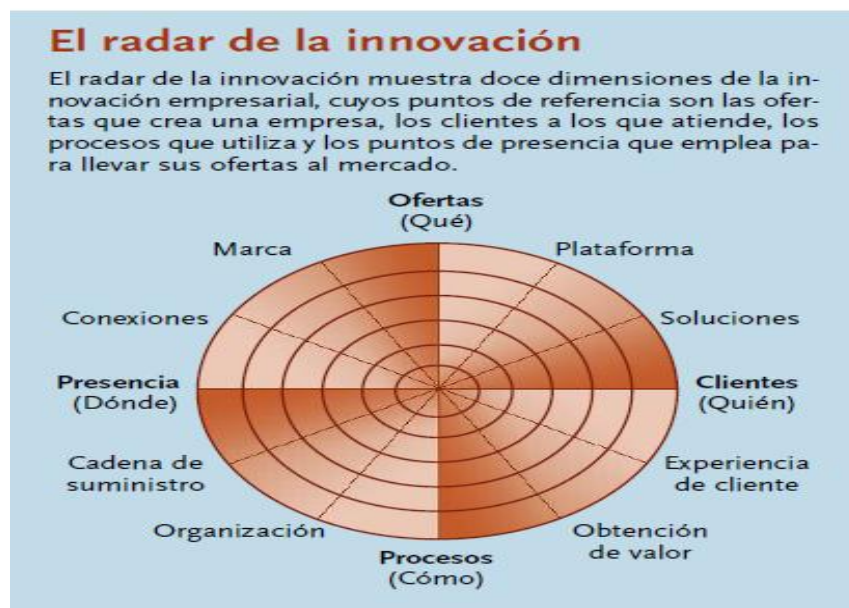 El radar de la innovación
El radar de la innovación muestra doce dimensiones de la in-
novación empresarial, cuyos puntos de referencia son las ofer-
tas que crea una empresa, los clientes a los que atiende, los
procesos que utiliza y los puntos de presencia que emplea pa-
ra llevar sus ofertas al mercado.
Ofertas
(Qué)
Marca
Plataforma
Conexiones
Soluciones
Presencia
(Dónde)
Clientes
(Quién)
Cadena de
suministro
Experiencia
de cliente
Organización
Obtención
de valor
Procesos
(Cómo)